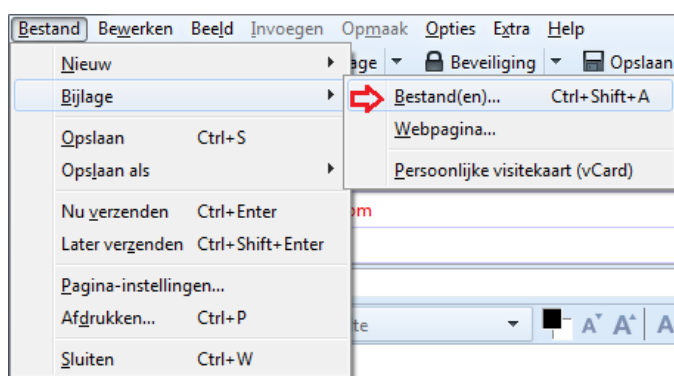 Bestand Bewerken Beeld Invoegen Opmaak Opties Extra Help
Nieuw age Beveiliging Opslaan
Bijlage Bestand(en)... Ctrl+Shift+A
Webpagina...
Opslaan Ctrl+S
Opslaan als Persoonlijke visitekaart (vCard)
Nu verzenden Ctrl+Enter om
Later verzenden Ctrl+Shift+Enter
Pagina-instellingen...
Afdrukken... Ctrl+P te A A A
Sluiten Ctrl+W